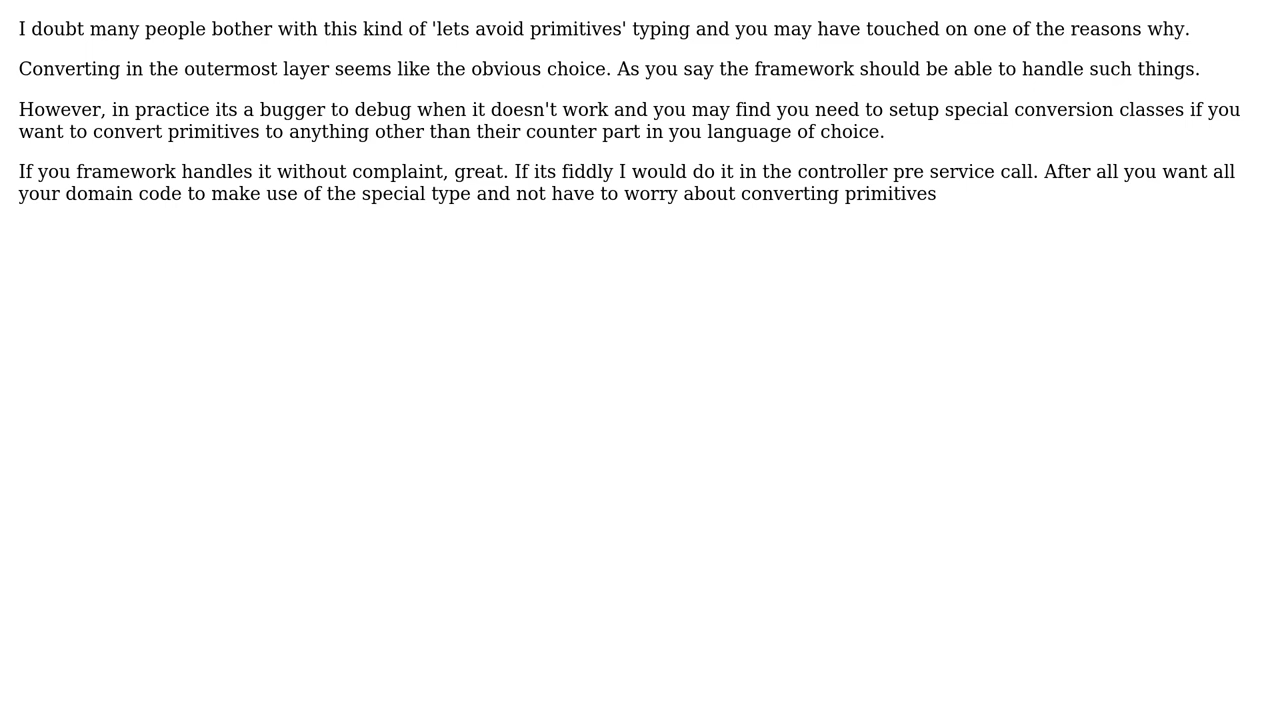 I doubt many people bother with this kind of 'lets avoid primitives' typing and you may have touched on one of the reasons why.
Converting in the outermost layer seems like the obvious choice. As you say the framework should be able to handle such things.
However, in practice its a bugger to debug when it doesn't work and you may find you need to setup special conversion classes if you
want to convert primitives to anything other than their counter part in you language of choice.
If you framework handles it without complaint, great. If its fiddly I would do it in the controller pre service call. After all you want all
your domain code to make use of the special type and not have to worry about converting primitives